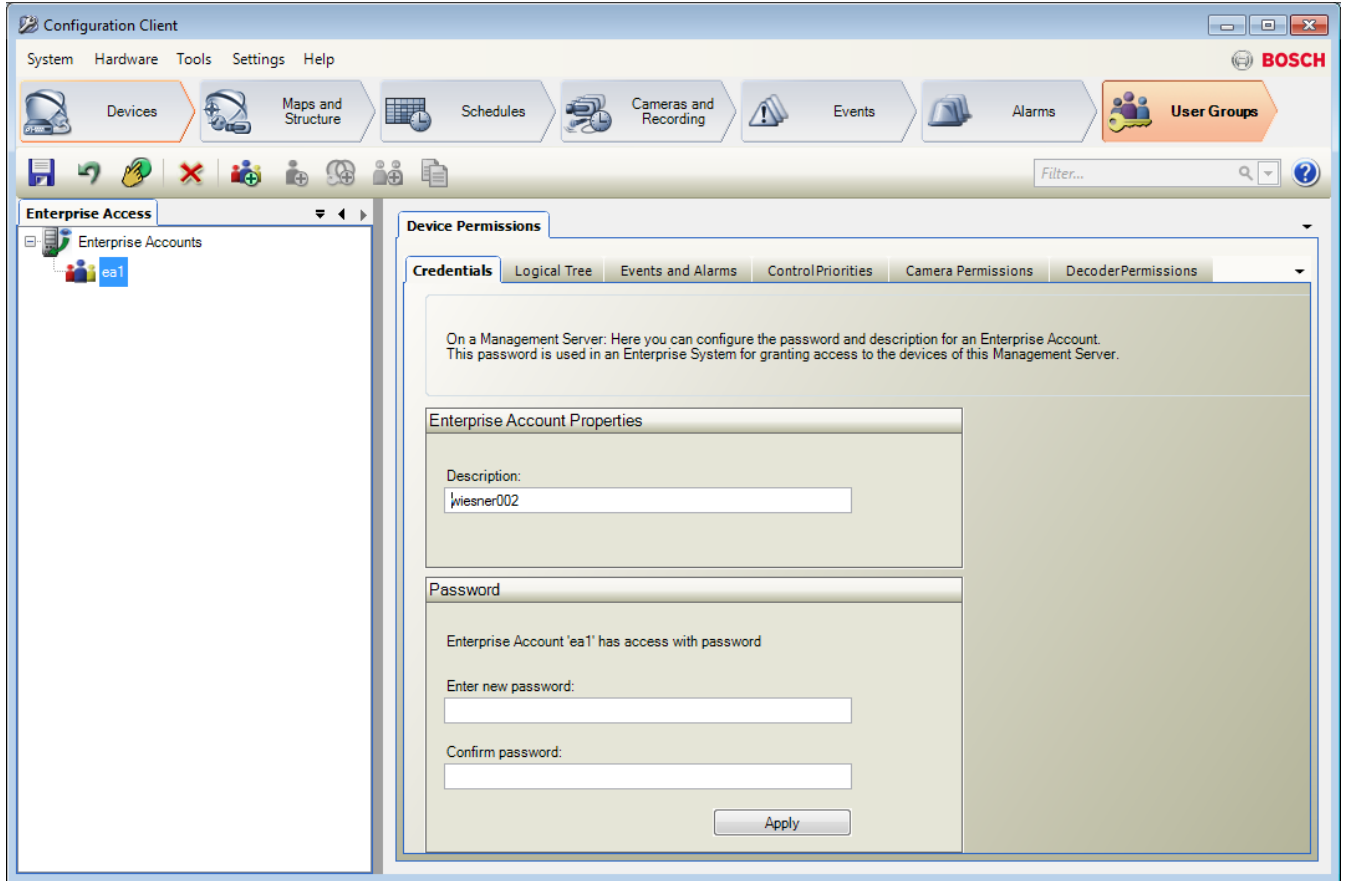 Configuration Client
System Hardware Tools Settings Help
BOSCH
Devices
Maps and
Structure
Schedules
Cameras and
Recording
Events
Alarms
User Groups
Filter...
Enterprise Access
Enterprise Accounts
ea1
Device Permissions
Credentials Logical Tree Events and Alarms ControlPriorities Camera Permissions DecoderPermissions
On a Management Server: Here you can configure the password and description for an Enterprise Account.
This password is used in an Enterprise System for granting access to the devices of this Management Server.
Enterprise Account Properties
Description:
wiesner002
Password
Enterprise Account 'ea1' has access with password
Enter new password:
Confirm password:
Apply